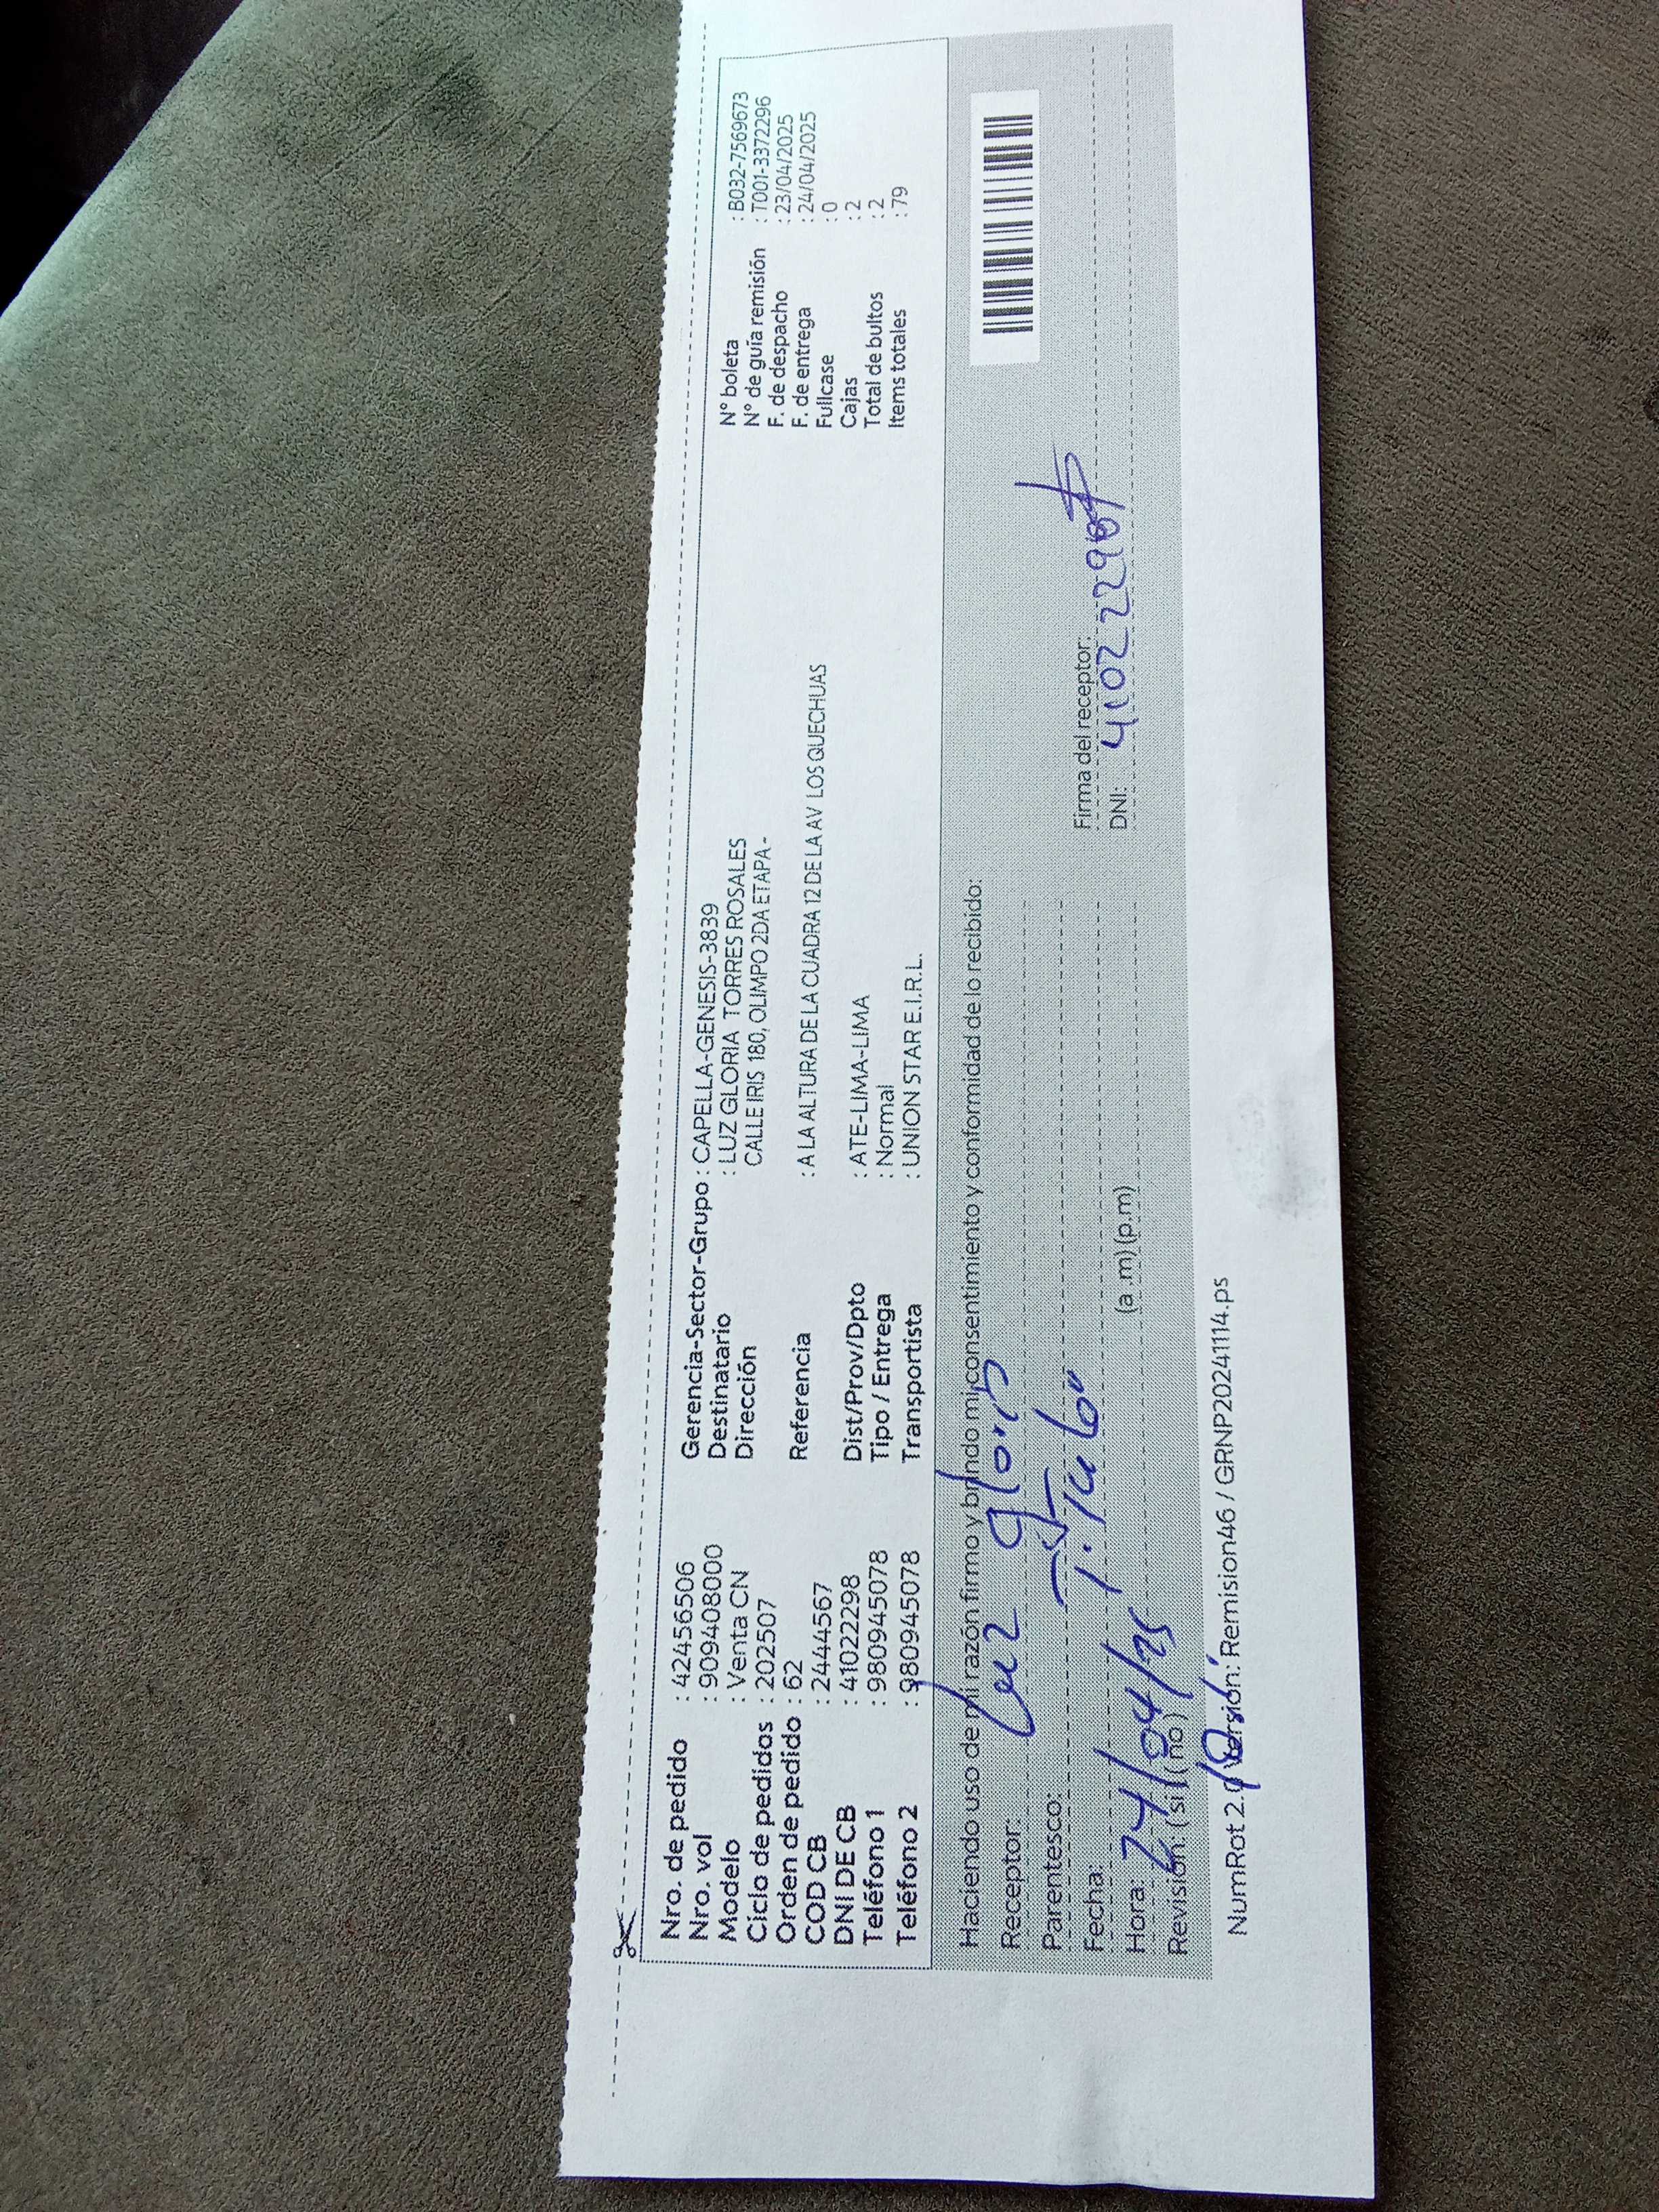 Nro. de pedido : 42456506
Nro. vol : 9099408000
Modelo : Venta CN
Ciclo de pedidos : 202507
Orden de pedido : 62
COD CB : 2444567
DNI DE CB : 41022298
Teléfono 1 : 980945078
Teléfono 2 : 980945078
Gerencia-Sector-Grupo : CAPELLA-GENESIS-3839
Destinatario : LUZ GLORIA TORRES ROSALES
Dirección CALLE IRIS 180, OLIMPO 2DA ETAPA -
Referencia : A LA ALTURA DE LA CUADRA 12 DE LA AV LOS QUECHUAS
Dist/Prov/Dpto : ATE-LIMA-LIMA
Tipo / Entrega : Normal
Transportista : UNION STAR E.I.R.L.
N° boleta : B032-7569673
N° de guía remisión : T001-3372296
F. de despacho : 23/04/2025
F. de entrega : 24/04/2025
Fullcase : 0
Cajas : 2
Total de bultos : 2
Items totales : 79
Haciendo uso de mi razón firmo y brindo mi consentimiento y conformidad de lo recibido:
Receptor: Luz gloria
Parentesco: Titular
Fecha: 24/04/25
Hora: (a .m) (p.m)
Revisión: (si) (no)
Firma del receptor:
DNI: 41022298
NumRot 2.0 Versión: Remision46 / GRNP20241114.ps